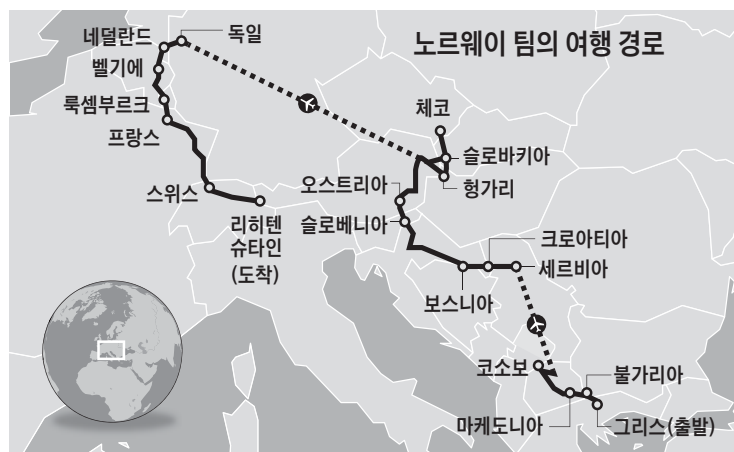 노르웨이 팀의 여행 경로
네덜란드
독일
벨기에
룩셈부르크
프랑스
스위스
리히텐
슈타인
(도착)
체코
슬로바키아
헝가리
오스트리아
슬로베니아
크로아티아
세르비아
보스니아
코소보
불가리아
마케도니아
그리스(출발)